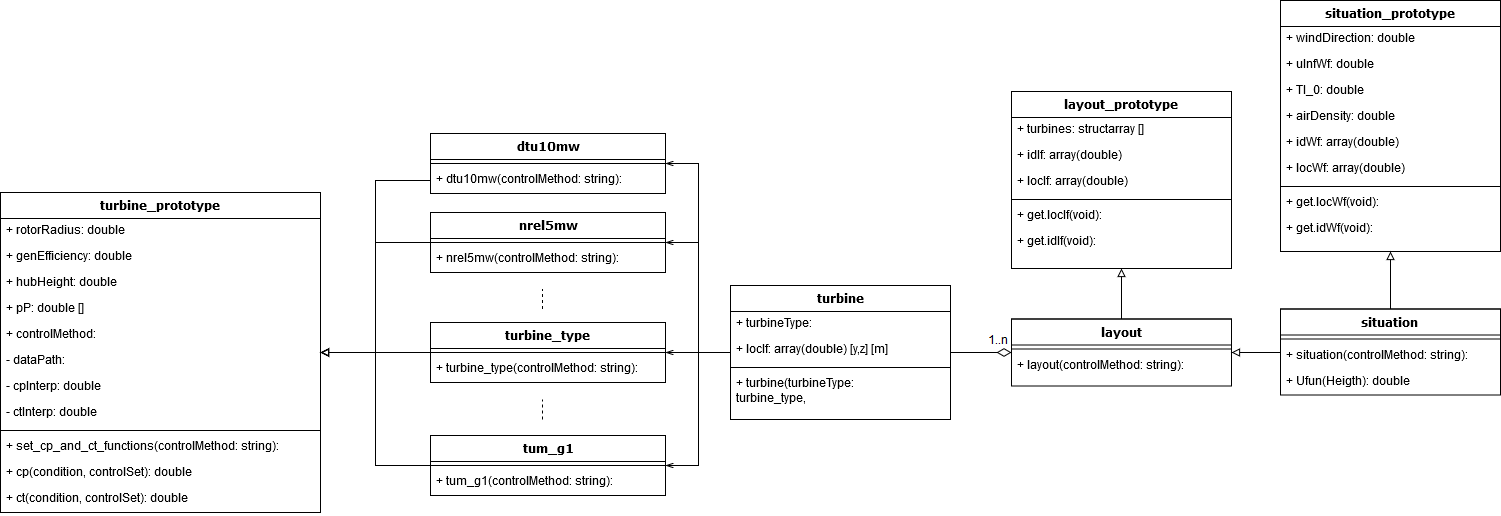 turbine_prototype
+ rotorRadius: double
+ genEfficiency: double
+ hubHeight: double
+ pP: double []
+ controlMethod:
- dataPath:
- cpInterp: double
- ctInterp: double
+ set_cp_and_ct_functions(controlMethod: string):
+ cp(condition, controlSet): double
+ ct(condition, controlSet): double
dtu10mw
+ dtu10mw(controlMethod: string):
nrel5mw
+ nrel5mw(controlMethod: string):
turbine_type
+ turbine_type(controlMethod: string):
tum_g1
+ tum_g1(controlMethod: string):
turbine
+ turbineType:
+ locIf: array(double) [y,z] [m]
+ turbine(turbineType:
turbine_type,
1..n
layout_prototype
+ turbines: structarray []
+ idIf: array(double)
+ locIf: array(double)
+ get.locIf(void):
+ get.idIf(void):
layout
+ layout(controlMethod: string):
situation_prototype
+ windDirection: double
+ uInfWf: double
+ TI_0: double
+ airDensity: double
+ idWf: array(double)
+ locWf: array(double)
+ get.locWf(void):
+ get.idWf(void):
situation
+ situation(controlMethod: string):
+ Ufun(Heigth): double